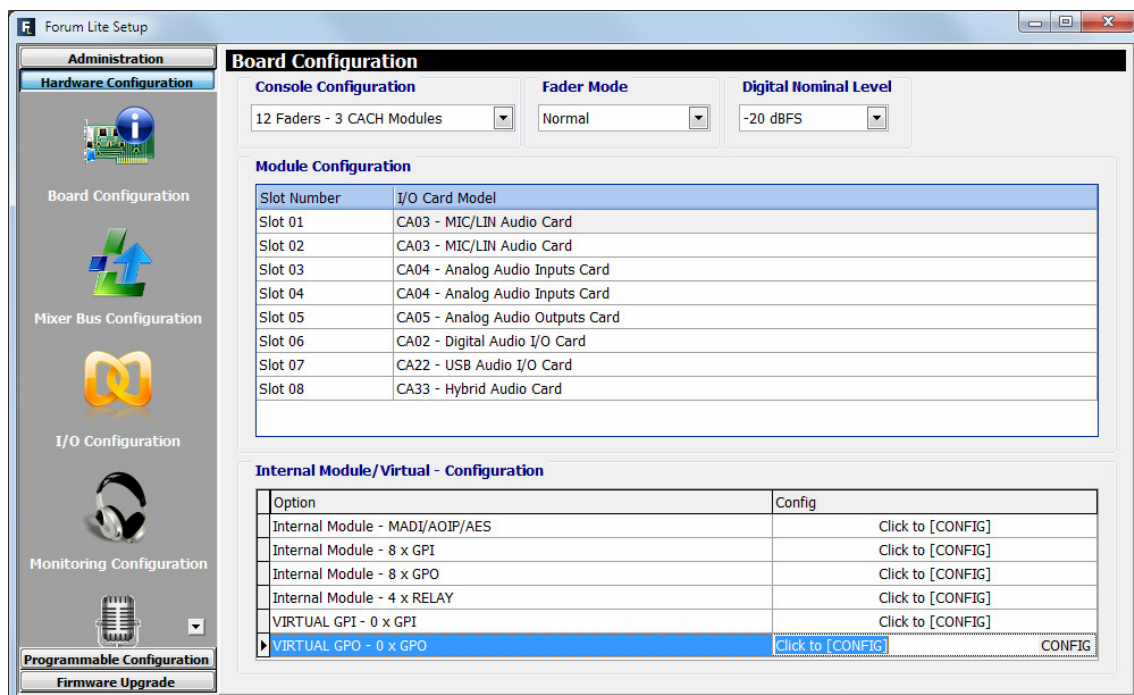 Forum Lite Setup
Administration
Hardware Configuration
Board Configuration
Mixer Bus Configuration
I/O Configuration
Monitoring Configuration
Programmable Configuration
Firmware Upgrade
Board Configuration
Console Configuration
12 Faders - 3 CACH Modules
Fader Mode
Normal
Digital Nominal Level
-20 dBFS
Module Configuration
Slot Number I/O Card Model
Slot 01 CA03 - MIC/LIN Audio Card
Slot 02 CA03 - MIC/LIN Audio Card
Slot 03 CA04 - Analog Audio Inputs Card
Slot 04 CA04 - Analog Audio Inputs Card
Slot 05 CA05 - Analog Audio Outputs Card
Slot 06 CA02 - Digital Audio I/O Card
Slot 07 CA22 - USB Audio I/O Card
Slot 08 CA33 - Hybrid Audio Card
Internal Module/Virtual - Configuration
Option Config
Internal Module - MADI/AOIP/AES Click to [CONFIG]
Internal Module - 8 x GPI Click to [CONFIG]
Internal Module - 8 x GPO Click to [CONFIG]
Internal Module - 4 x RELAY Click to [CONFIG]
VIRTUAL GPI - 0 x GPI Click to [CONFIG]
VIRTUAL GPO - 0 x GPO Click to [CONFIG] CONFIG